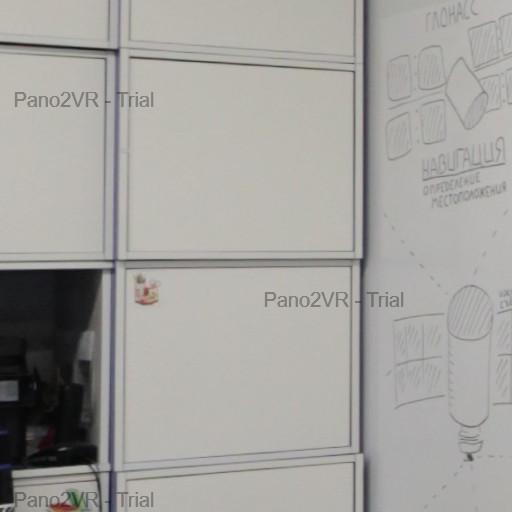 ГЛОНАСС
Pano2VR - Trial
НАВИГАЦИЯ
ОПРЕДЕЛЕНИЕ
МЕСТОПОЛОЖЕНИЯ
Pano2VR - Trial
Pano2VR - Trial